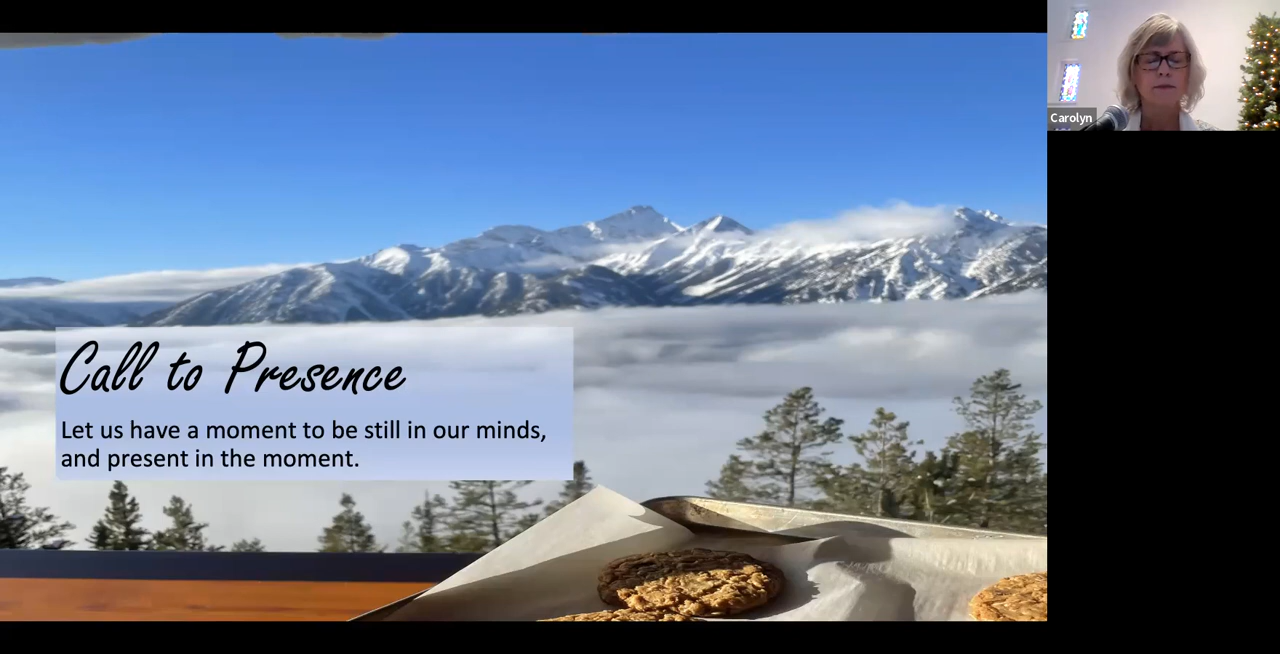 Carolyn
Call to Presence
Let us have a moment to be still in our minds,
and present in the moment.